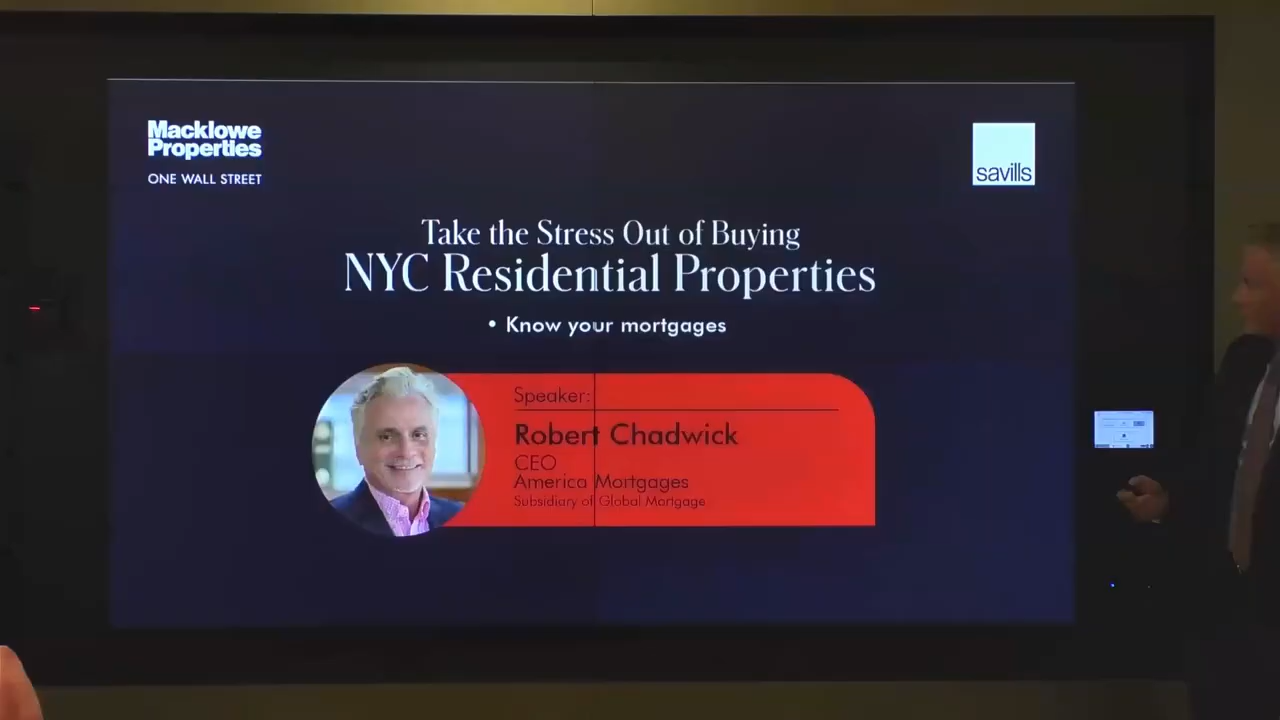 Macklowe
Properties
ONE WALL STREET
savills
Take the Stress Out of Buying
NYC Residential Properties
• Know your mortgages
Speaker:
Robert Chadwick
CEO
America Mortgages
Subsidiary of Global Mortgage